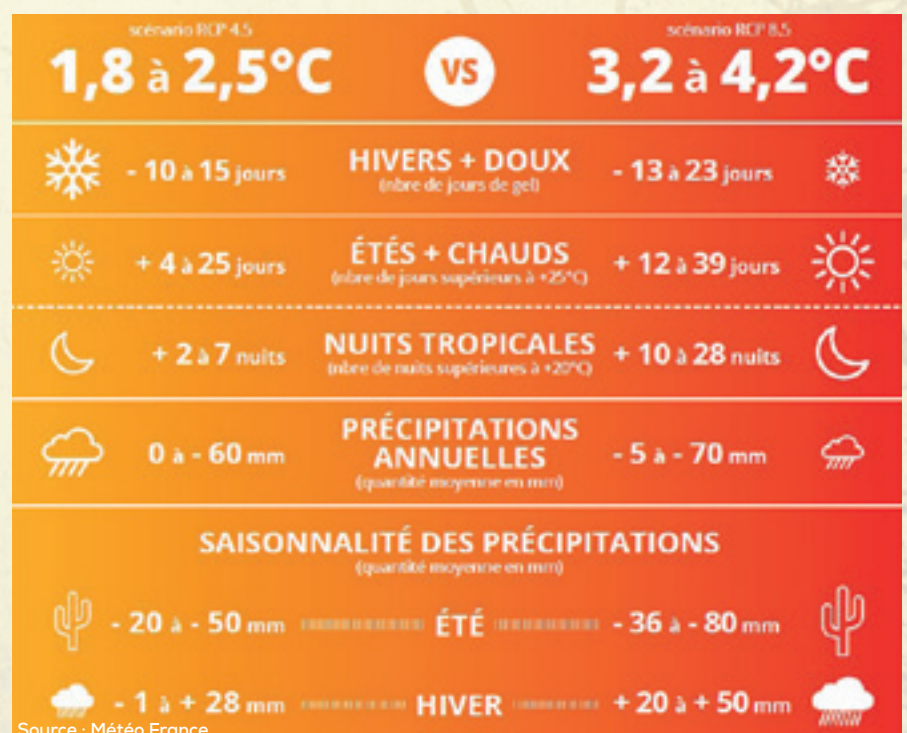 scénario RCP 4.5
scénario RCP 8.5
1,8 à 2,5°C
VS
3,2 à 4,2°C
- 10 à 15 jours
HIVERS + DOUX
(nbre de jours de gel)
- 13 à 23 jours
+ 4 à 25 jours
ÉTÉS + CHAUDS
(nbre de jours supérieurs à +25°C)
+ 12 à 39 jours
+ 2 à 7 nuits
NUITS TROPICALES
(nbre de nuits supérieures à +20°C)
+ 10 à 28 nuits
0 à - 60 mm
PRÉCIPITATIONS
ANNUELLES
(quantité moyenne en mm)
- 5 à - 70 mm
SAISONNALITÉ DES PRÉCIPITATIONS
(quantité moyenne en mm)
- 20 à - 50 mm
ÉTÉ
- 36 à - 80 mm
- 1 à + 28 mm
HIVER
+ 20 à + 50 mm
Source : Météo France